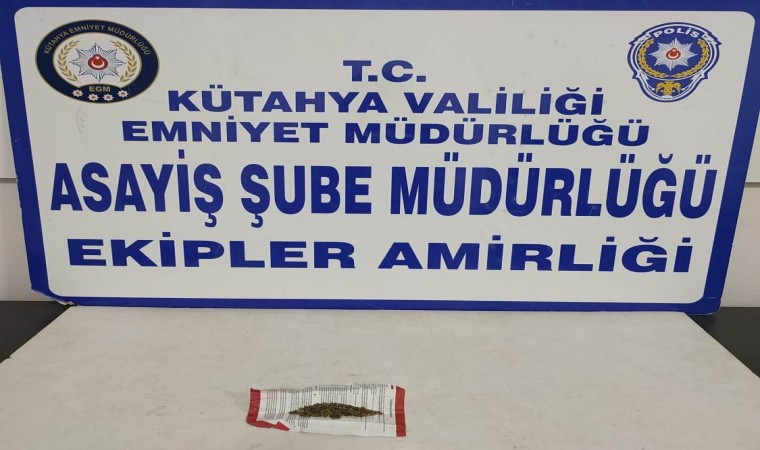 KÜTAHYA EMNİYET MÜDÜRLÜĞÜ
EGM
POLİS
T.C.
KÜTAHYA VALİLİĞİ
EMNİYET MÜDÜRLÜĞÜ
ASAYİŞ ŞUBE MÜDÜRLÜĞÜ
EKİPLER AMİRLİĞİ